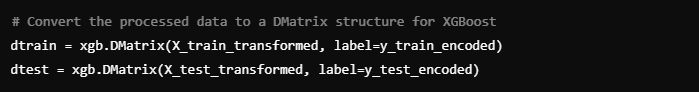 # Convert the processed data to a DMatrix structure for XGBoost
dtrain = xgb.DMatrix(X_train_transformed, label=y_train_encoded)
dtest = xgb.DMatrix(X_test_transformed, label=y_test_encoded)